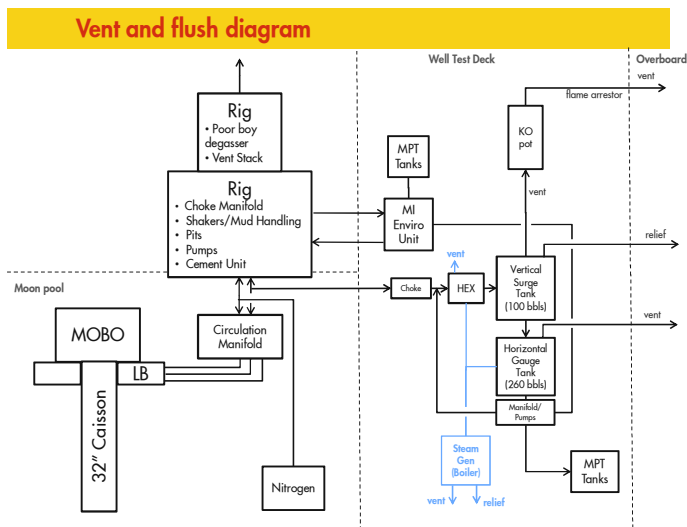 Vent and flush diagram
Well Test Deck
Overboard
vent
flame arrestor
Rig
• Poor boy
degasser
• Vent Stack
KO
pot
MPT
Tanks
Rig
• Choke Manifold
• Shakers/Mud Handling
• Pits
• Pumps
• Cement Unit
vent
MI
Enviro
Unit
relief
vent
Moon pool
Choke
HEX
Vertical
Surge
Tank
(100 bbls)
vent
MOBO
Circulation
Manifold
Horizontal
Gauge
Tank
(260 bbls)
LB
32" Caisson
Manifold/
Pumps
Steam
Gen
(Boiler)
MPT
Tanks
Nitrogen
vent
relief